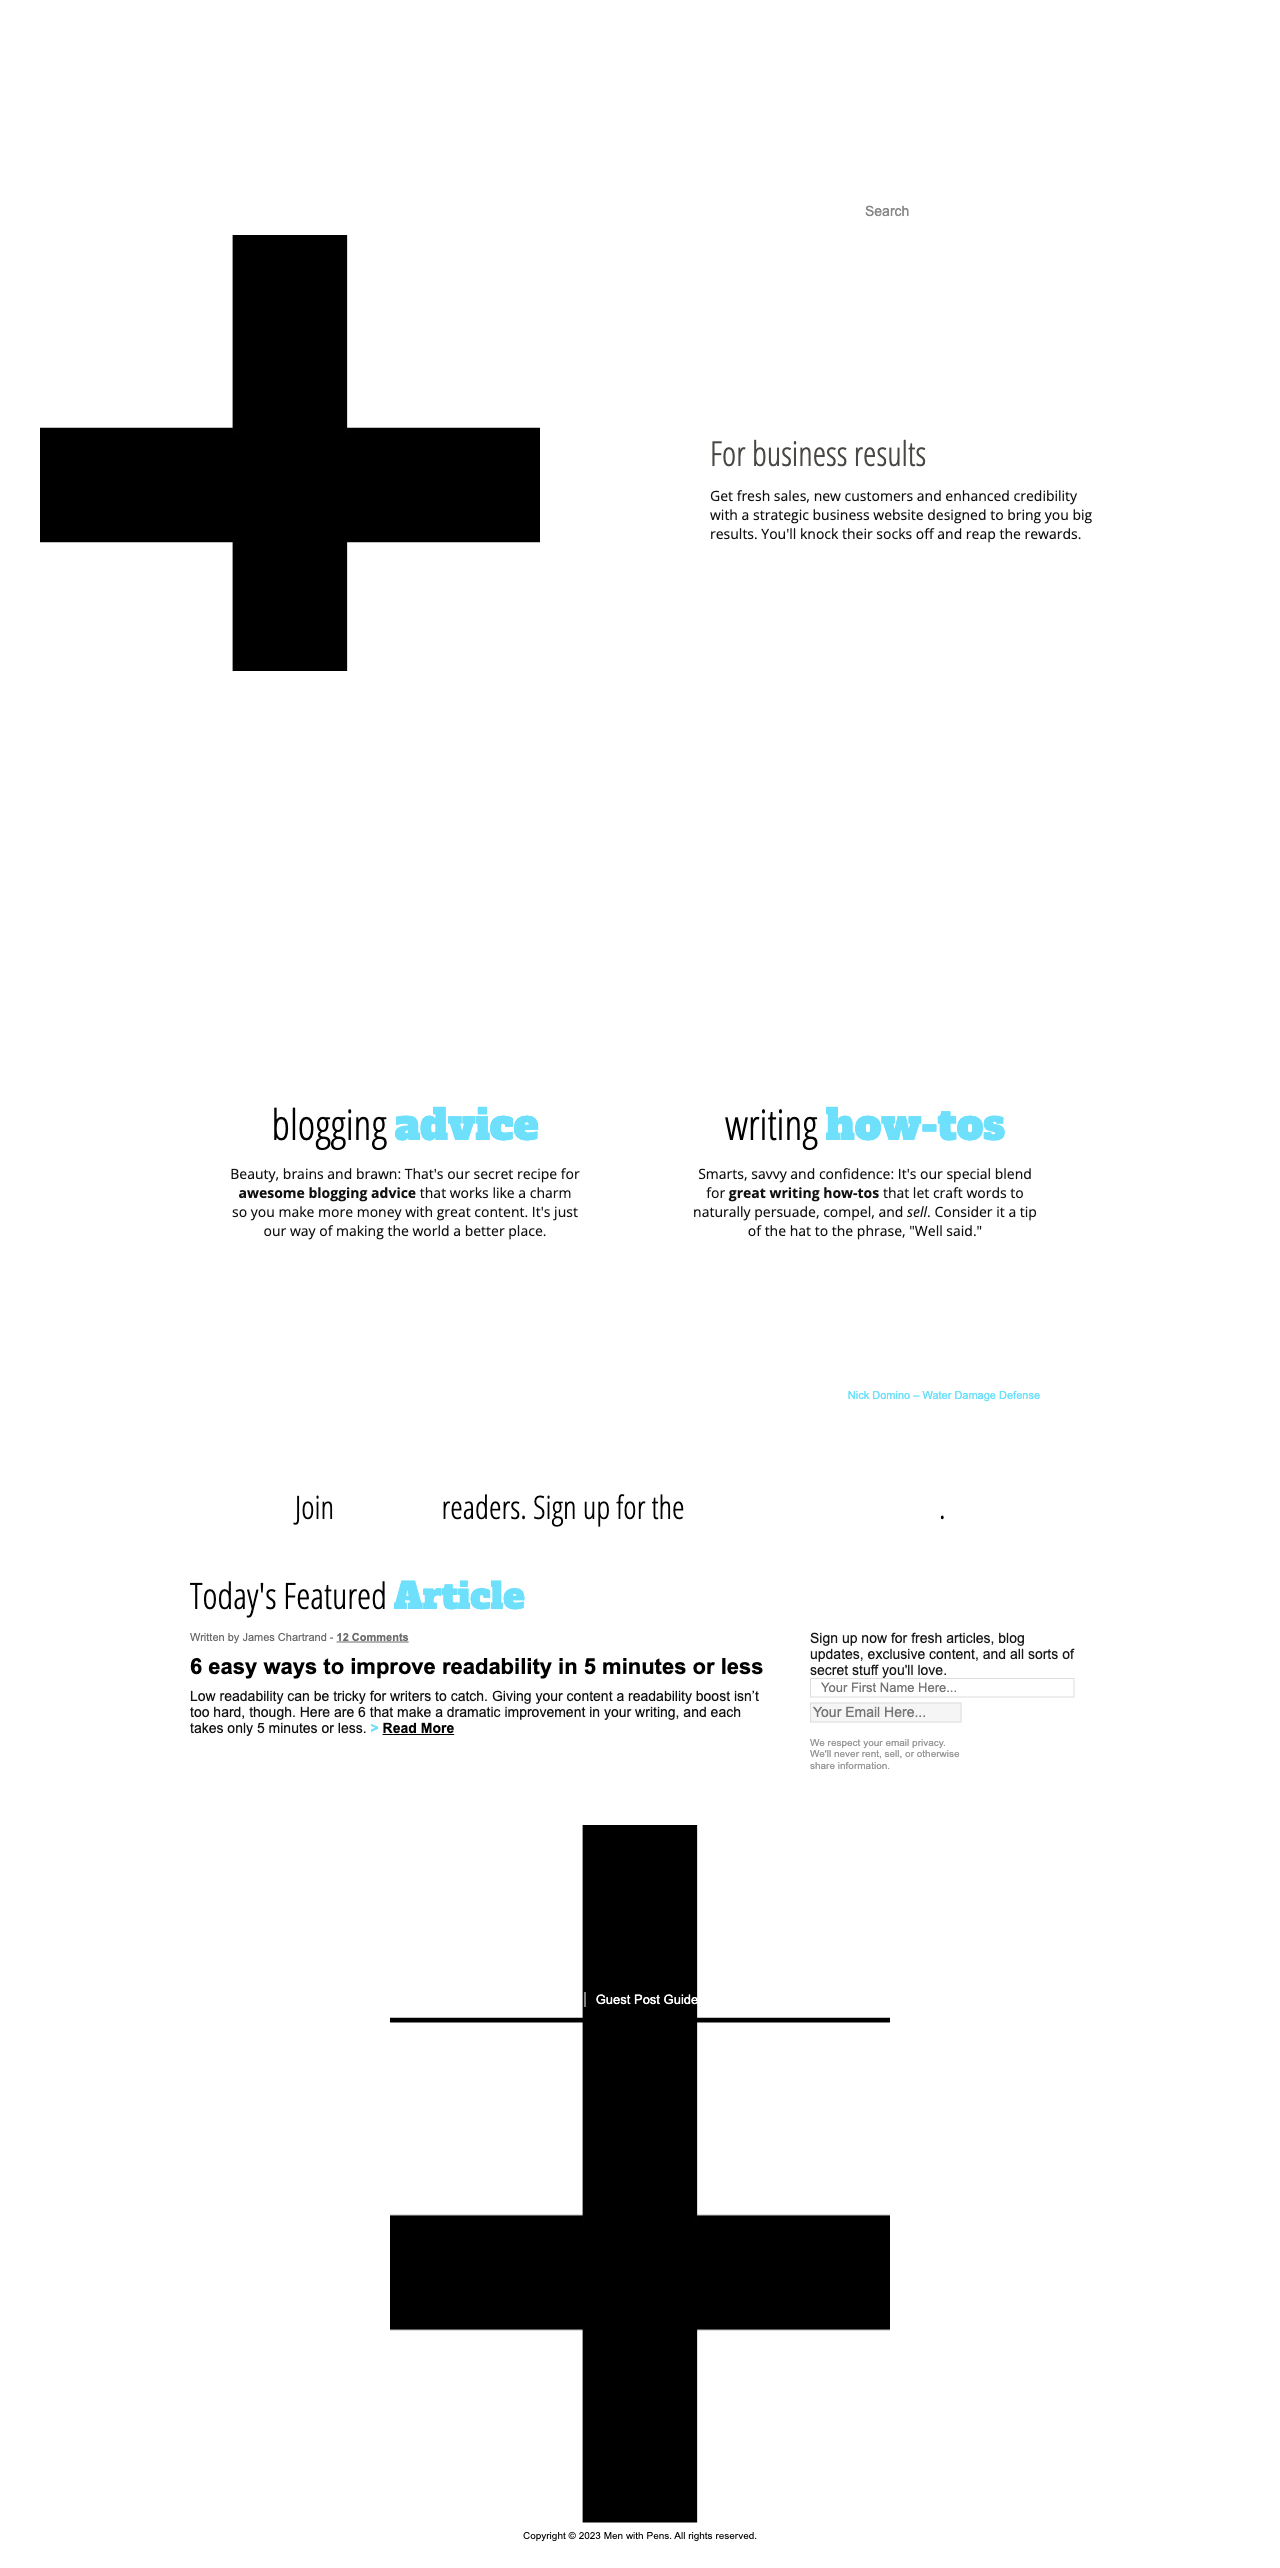 Search
For business results
Get fresh sales, new customers and enhanced credibility
with a strategic business website designed to bring you big
results. You'll knock their socks off and reap the rewards.
blogging advice
Beauty, brains and brawn: That's our secret recipe for
awesome blogging advice that works like a charm
so you make more money with great content. It's just
our way of making the world a better place.
writing how-tos
Smarts, savvy and confidence: It's our special blend
for great writing how-tos that let craft words to
naturally persuade, compel, and sell. Consider it a tip
of the hat to the phrase, "Well said."
Nick Domino – Water Damage Defense
Join readers. Sign up for the .
Today's Featured Article
Written by James Chartrand - 12 Comments
6 easy ways to improve readability in 5 minutes or less
Low readability can be tricky for writers to catch. Giving your content a readability boost isn't
too hard, though. Here are 6 that make a dramatic improvement in your writing, and each
takes only 5 minutes or less. > Read More
Sign up now for fresh articles, blog
updates, exclusive content, and all sorts of
secret stuff you'll love.
Your First Name Here...
Your Email Here...
We respect your email privacy.
We'll never rent, sell, or otherwise
share information.
| Guest Post Guide
Copyright © 2023 Men with Pens. All rights reserved.